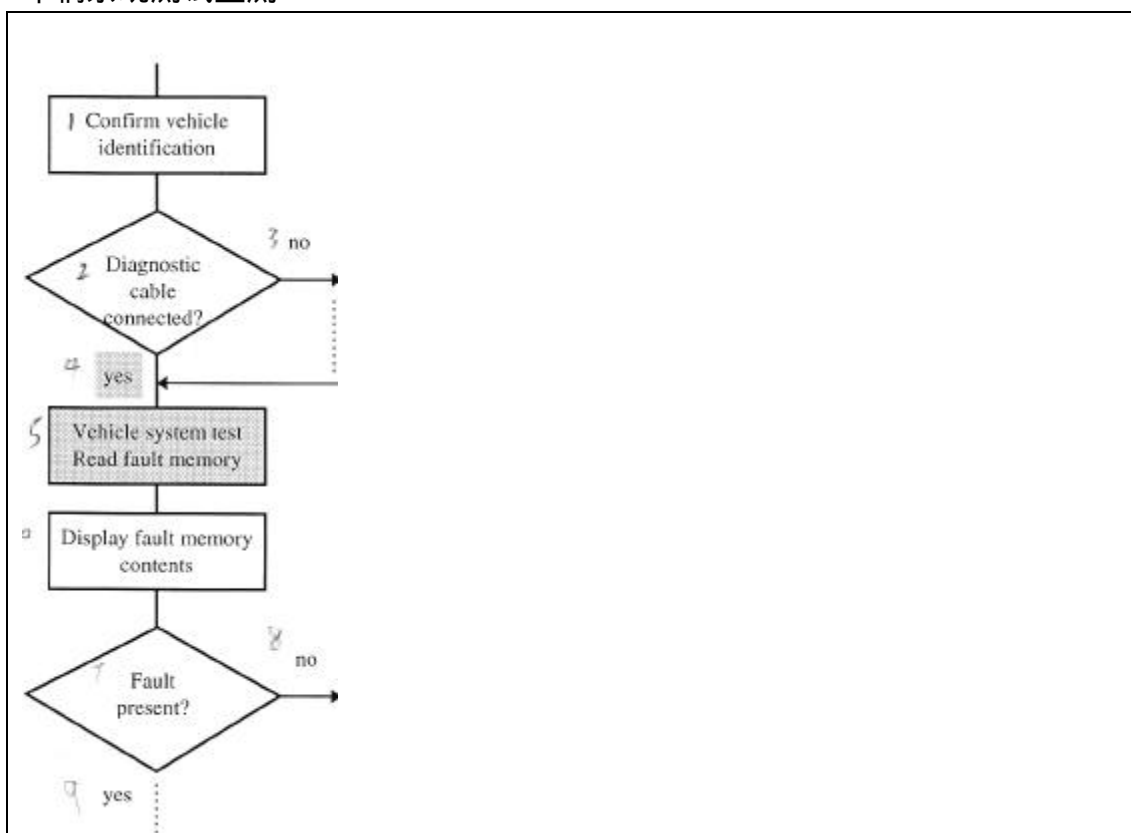 1 Confirm vehicle
identification
3 no
2 Diagnostic
cable
connected?
4 yes
5 Vehicle system test
Read fault memory
Display fault memory
contents
8 no
7 Fault
present?
9 yes